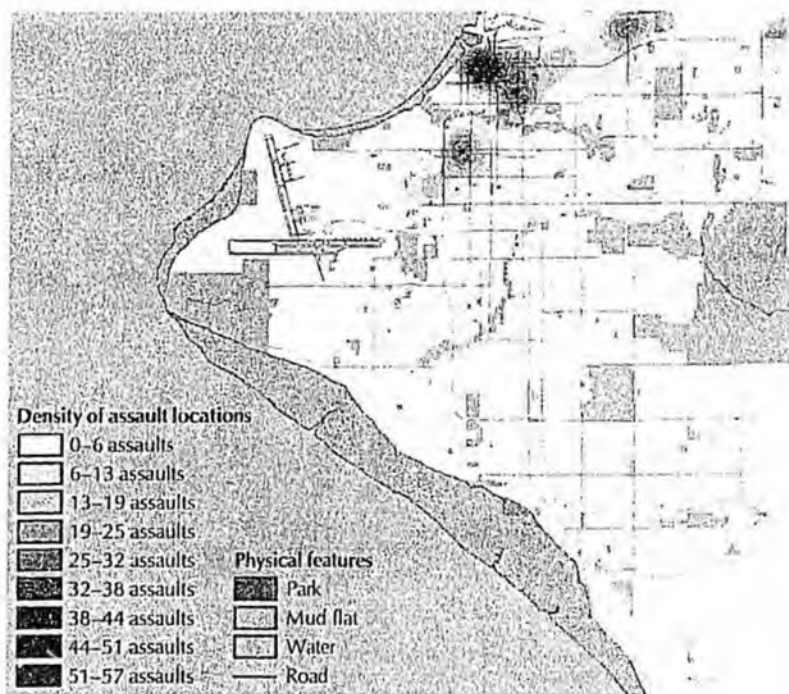 Density of assault locations
0–6 assaults
6–13 assaults
13–19 assaults
19–25 assaults
25–32 assaults
32–38 assaults
38–44 assaults
44–51 assaults
51–57 assaults
Physical features
Park
Mud flat
Water
Road